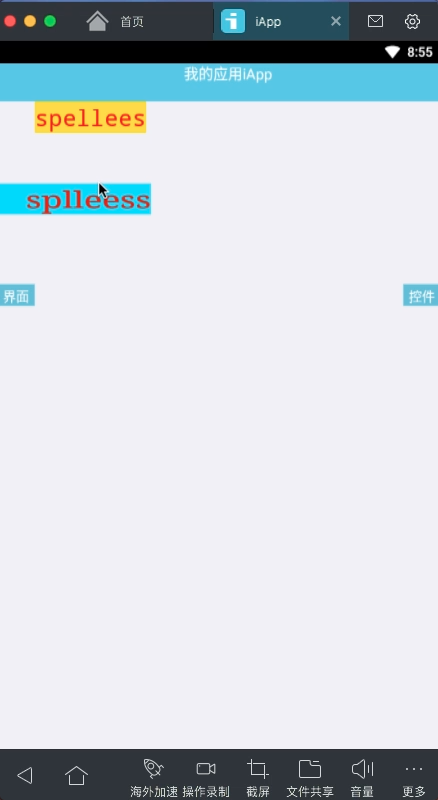 首页
iApp
8:55
我的应用iApp
spellees
splleess
界面
控件
海外加速
操作录制
截屏
文件共享
音量
更多